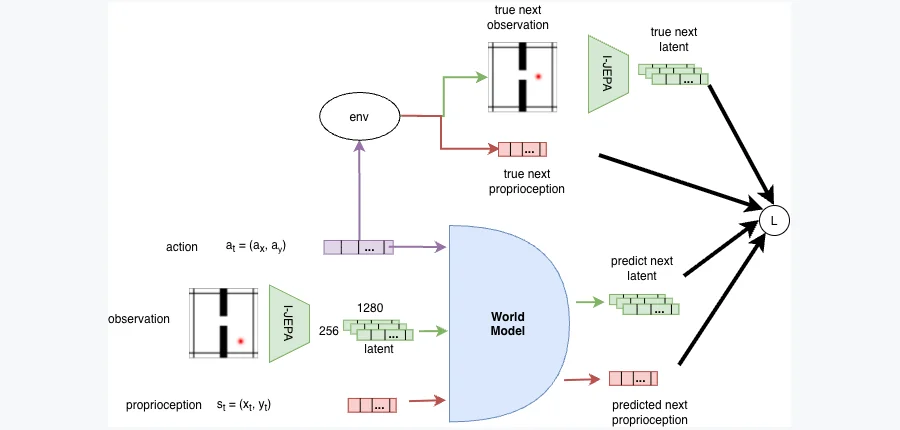 true next
observation
I-JEPA
true next
latent
...
env
...
true next
proprioception
L
action
at = (ax, ay)
...
observation
I-JEPA
1280
256
...
latent
World
Model
predict next
latent
...
proprioception
st = (xt, yt)
...
...
predicted next
proprioception